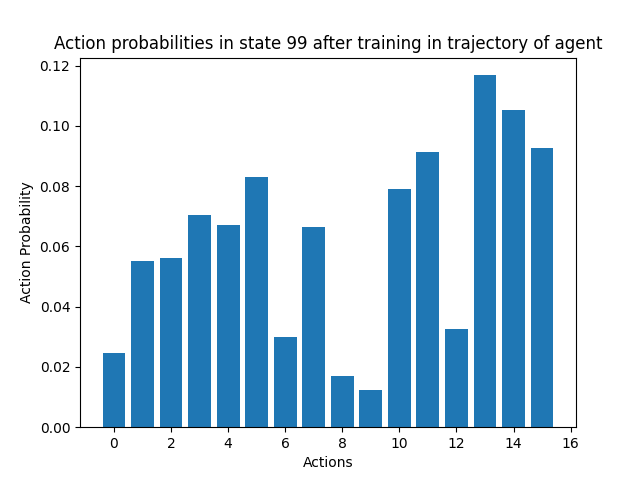 Action probabilities in state 99 after training in trajectory of agent
0.12
0.10
0.08
0.06
0.04
0.02
0.00
Action Probability
0 2 4 6 8 10 12 14 16
Actions